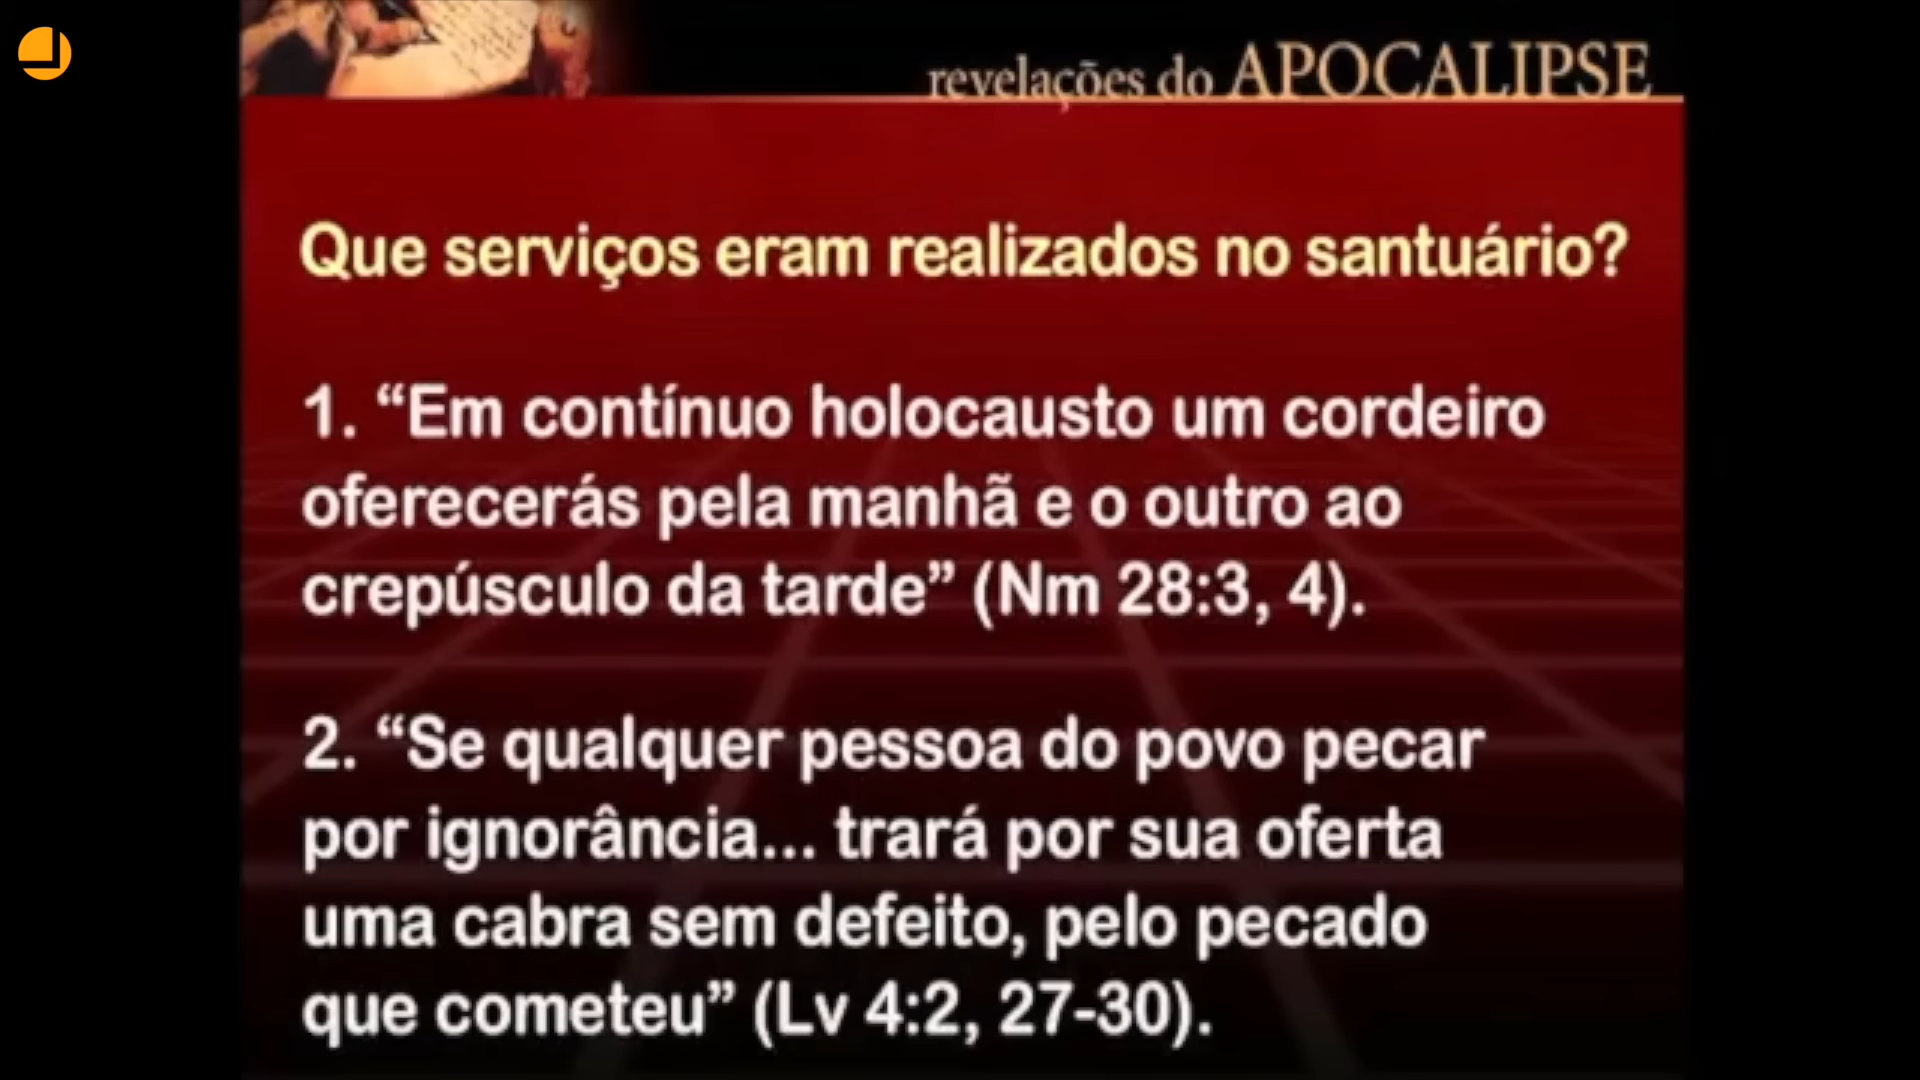 revelações do APOCALIPSE
Que serviços eram realizados no santuário?
1. “Em contínuo holocausto um cordeiro
oferecerás pela manhã e o outro ao
crepúsculo da tarde” (Nm 28:3, 4).
2. “Se qualquer pessoa do povo pecar
por ignorância... trará por sua oferta
uma cabra sem defeito, pelo pecado
que cometeu” (Lv 4:2, 27-30).